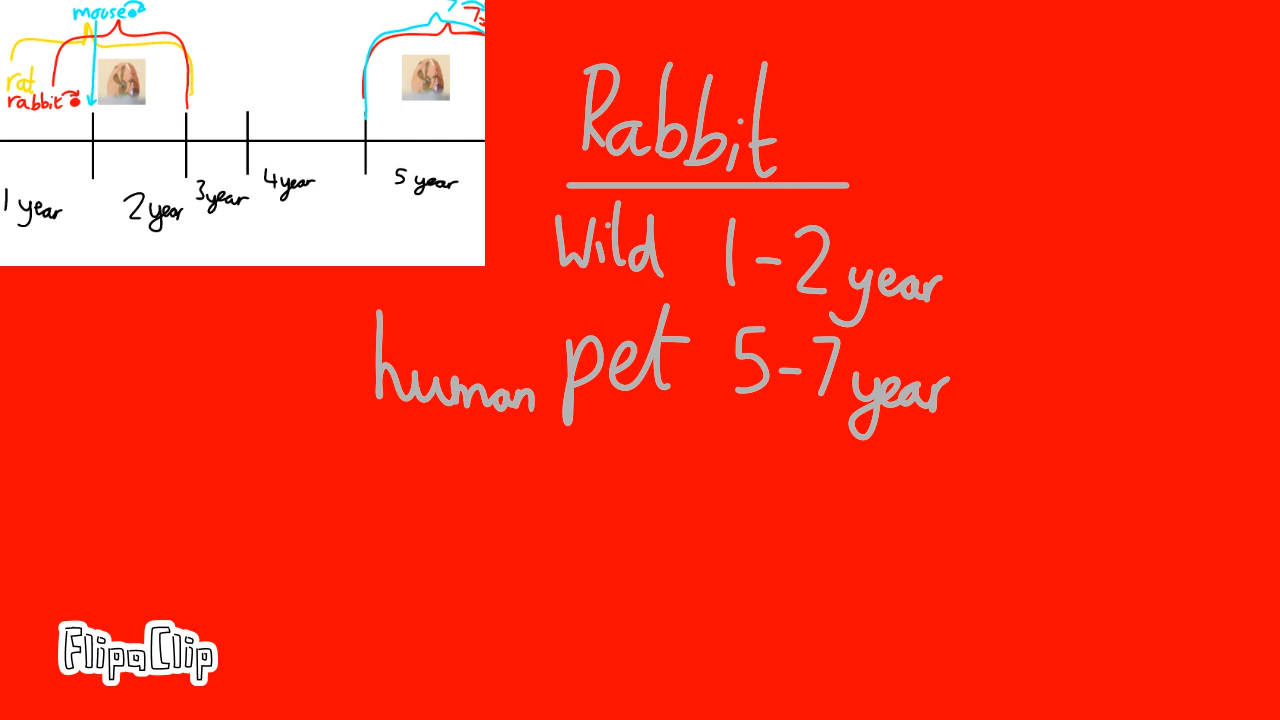 mouse
rat
rabbit
7
1 year
2 year
3 year
4 year
5 year
Rabbit
Wild 1-2 year
human pet 5-7 year
FlipaClip